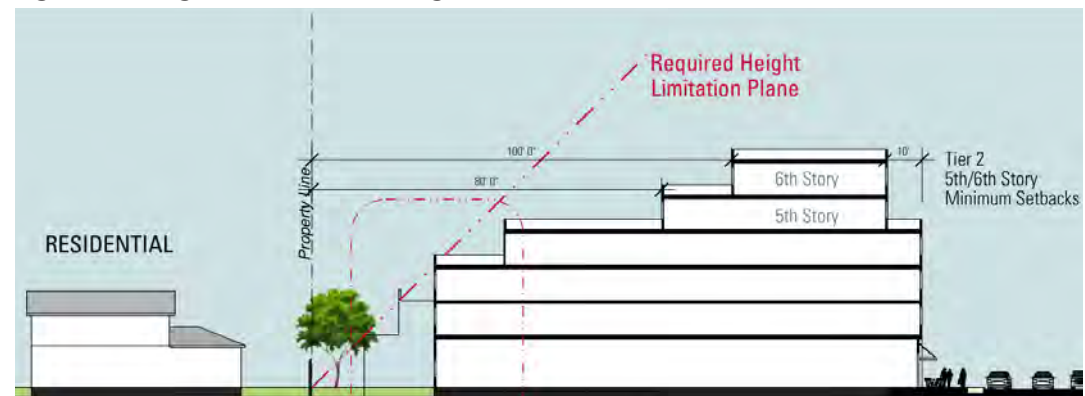 Required Height
Limitation Plane
100' 0"
10'
Tier 2
5th/6th Story
Minimum Setbacks
80' 0"
6th Story
5th Story
Property Line
RESIDENTIAL